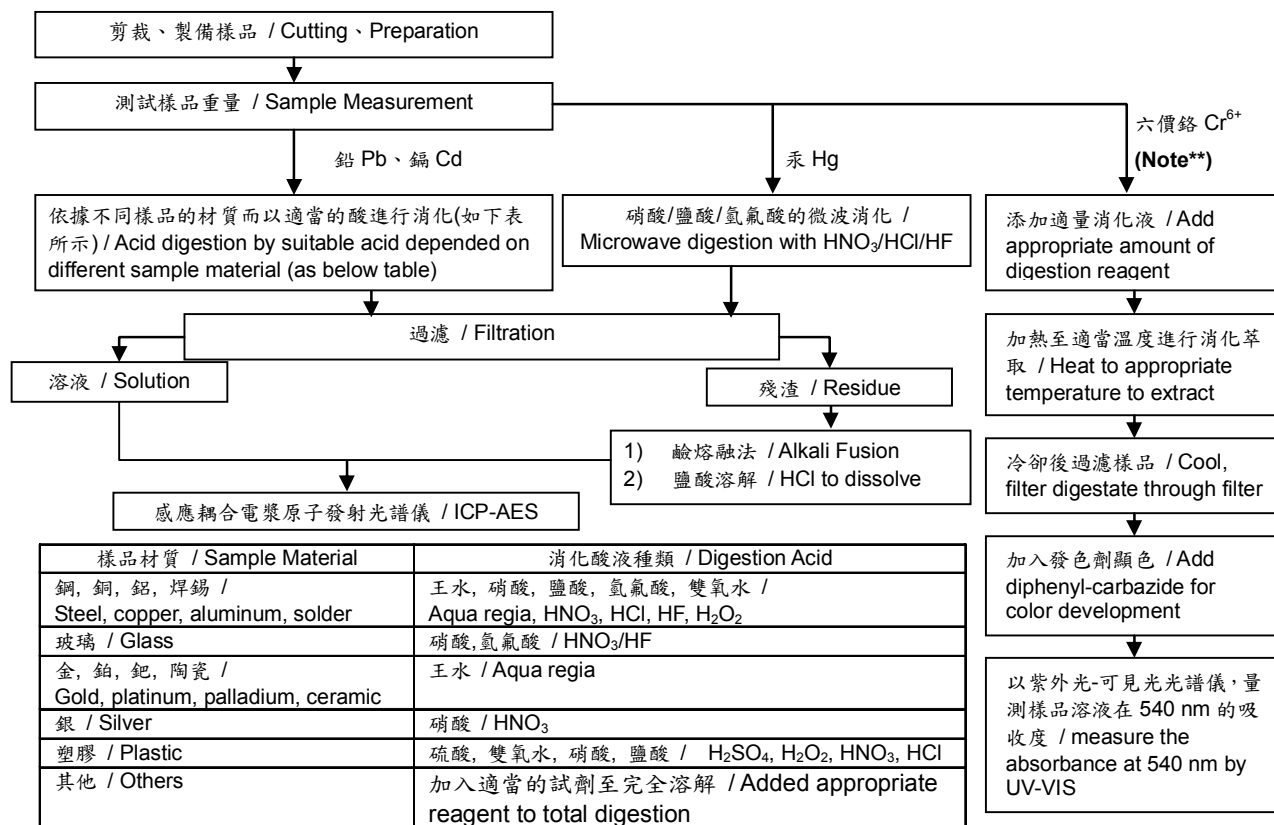 剪裁、製備樣品 / Cutting、Preparation
測試樣品重量 / Sample Measurement
鉛 Pb、鎘 Cd
汞 Hg
六價鉻 Cr⁶⁺
(Note**)
依據不同樣品的材質而以適當的酸進行消化(如下表
所示) / Acid digestion by suitable acid depended on
different sample material (as below table)
硝酸/鹽酸/氫氟酸的微波消化 /
Microwave digestion with HNO₃/HCl/HF
添加適量消化液 / Add
appropriate amount of
digestion reagent
過濾 / Filtration
溶液 / Solution
殘渣 / Residue
加熱至適當溫度進行消化萃
取 / Heat to appropriate
temperature to extract
1) 鹼熔融法 / Alkali Fusion
2) 鹽酸溶解 / HCl to dissolve
冷卻後過濾樣品 / Cool,
filter digestate through filter
感應耦合電漿原子發射光譜儀 / ICP-AES
加入發色劑顯色 / Add
diphenyl-carbazide for
color development
以紫外光-可見光光譜儀，量
測樣品溶液在 540 nm 的吸
收度 / measure the
absorbance at 540 nm by
UV-VIS
樣品材質 / Sample Material 消化酸液種類 / Digestion Acid
鋼, 銅, 鋁, 焊錫 / 王水, 硝酸, 鹽酸, 氫氟酸, 雙氧水 /
Steel, copper, aluminum, solder Aqua regia, HNO₃, HCl, HF, H₂O₂
玻璃 / Glass 硝酸,氫氟酸 / HNO₃/HF
金, 鉑, 鈀, 陶瓷 / 王水 / Aqua regia
Gold, platinum, palladium, ceramic
銀 / Silver 硝酸 / HNO₃
塑膠 / Plastic 硫酸, 雙氧水, 硝酸, 鹽酸 / H₂SO₄, H₂O₂, HNO₃, HCl
其他 / Others 加入適當的試劑至完全溶解 / Added appropriate
reagent to total digestion